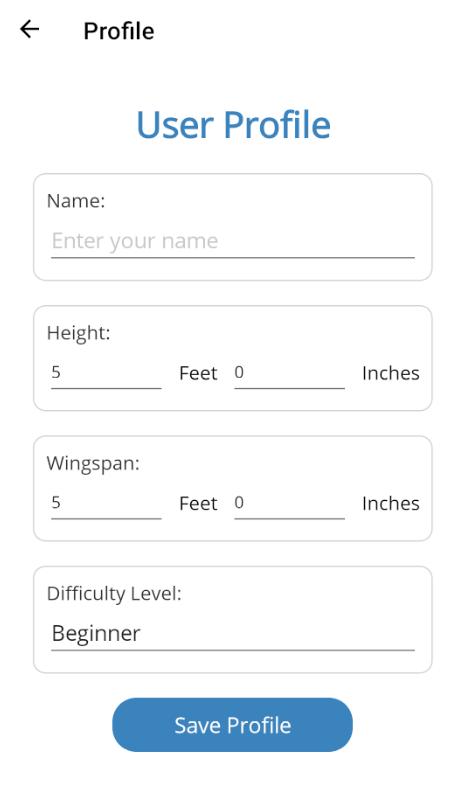 Profile
User Profile
Name:
Enter your name
Height:
5 Feet 0 Inches
Wingspan:
5 Feet 0 Inches
Difficulty Level:
Beginner
Save Profile